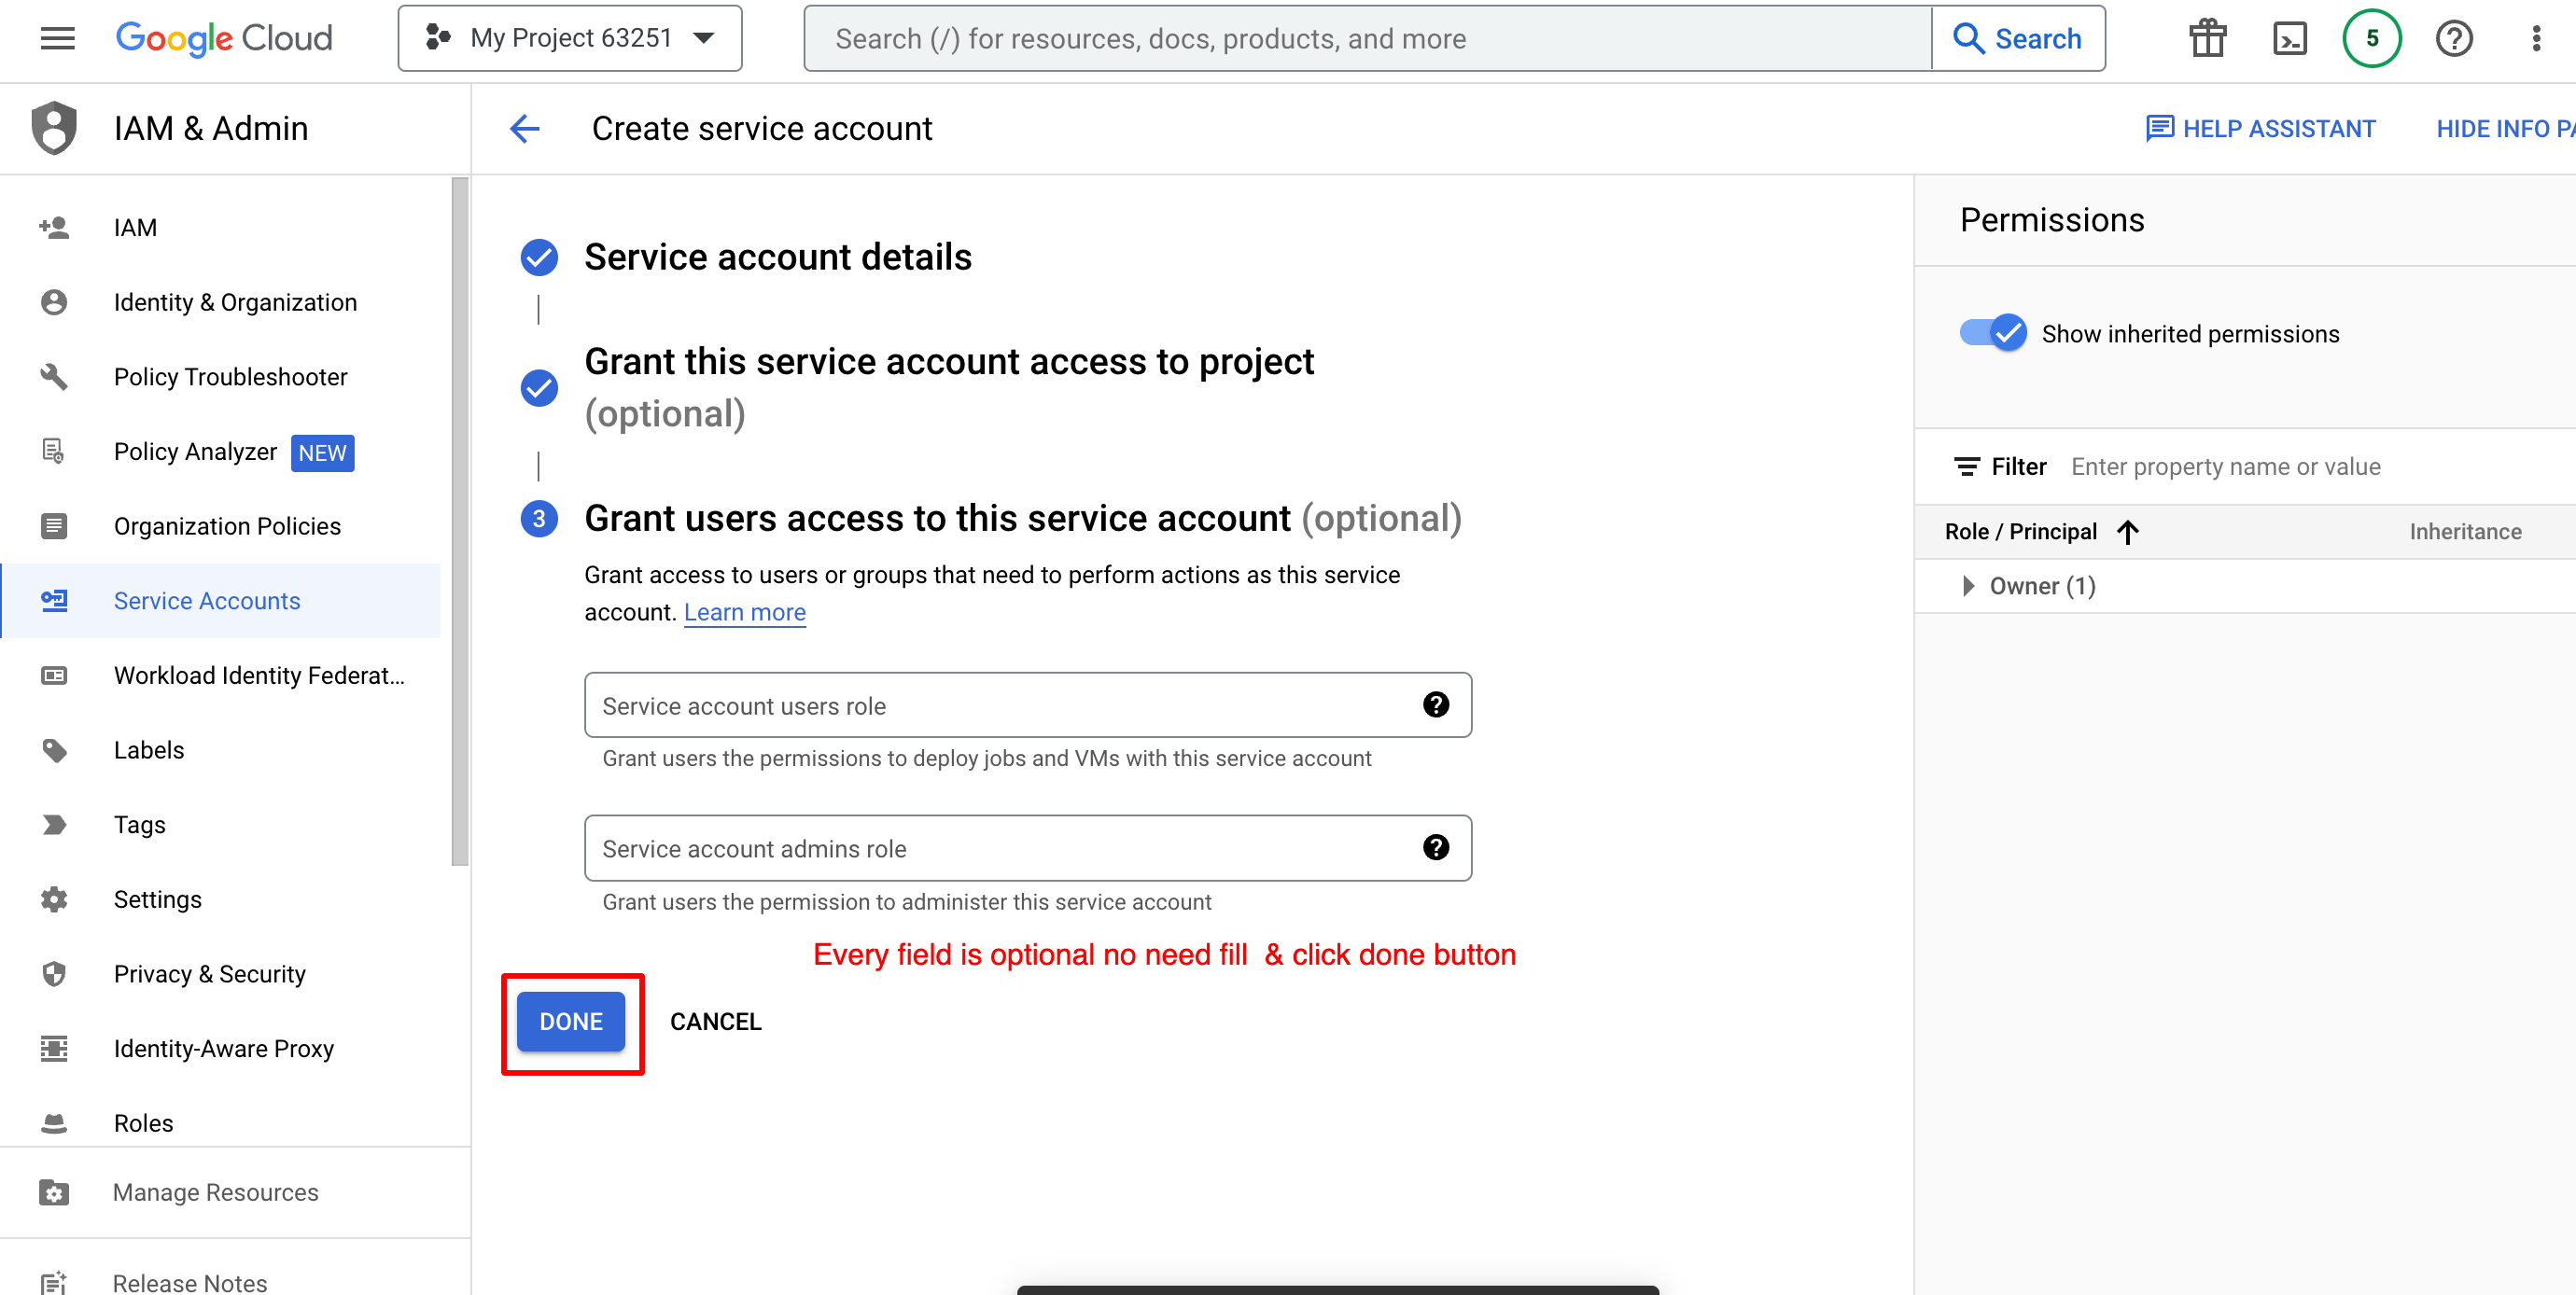 Google Cloud
My Project 63251
Search (/) for resources, docs, products, and more
Search
5
IAM & Admin
Create service account
HELP ASSISTANT
HIDE INFO PA
IAM
Identity & Organization
Policy Troubleshooter
Policy Analyzer NEW
Organization Policies
Service Accounts
Workload Identity Federat...
Labels
Tags
Settings
Privacy & Security
Identity-Aware Proxy
Roles
Manage Resources
Release Notes
Service account details
Grant this service account access to project
(optional)
3 Grant users access to this service account (optional)
Grant access to users or groups that need to perform actions as this service
account. Learn more
Service account users role
Grant users the permissions to deploy jobs and VMs with this service account
Service account admins role
Grant users the permission to administer this service account
Every field is optional no need fill & click done button
DONE
CANCEL
Permissions
Show inherited permissions
Filter Enter property name or value
Role / Principal
Inheritance
Owner (1)